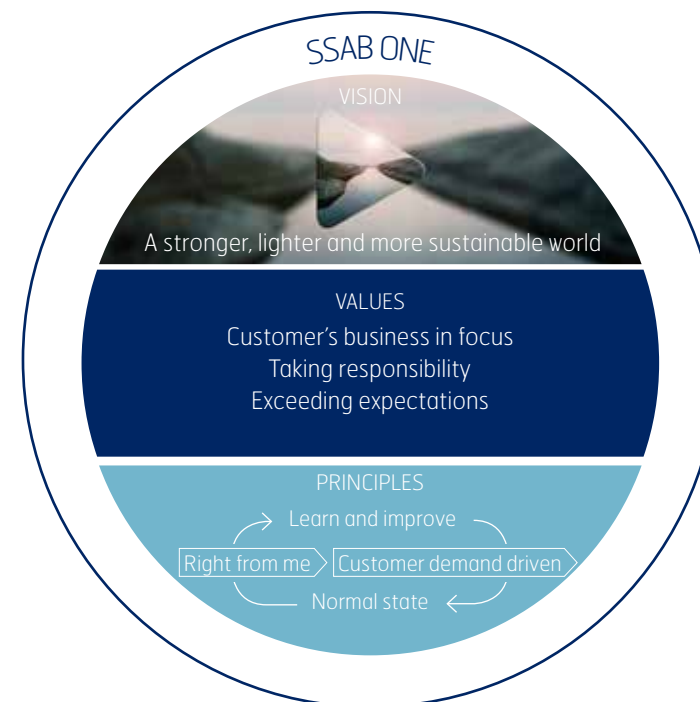 SSAB ONE
VISION
A stronger, lighter and more sustainable world
VALUES
Customer’s business in focus
Taking responsibility
Exceeding expectations
PRINCIPLES
Learn and improve
Right from me
Customer demand driven
Normal state